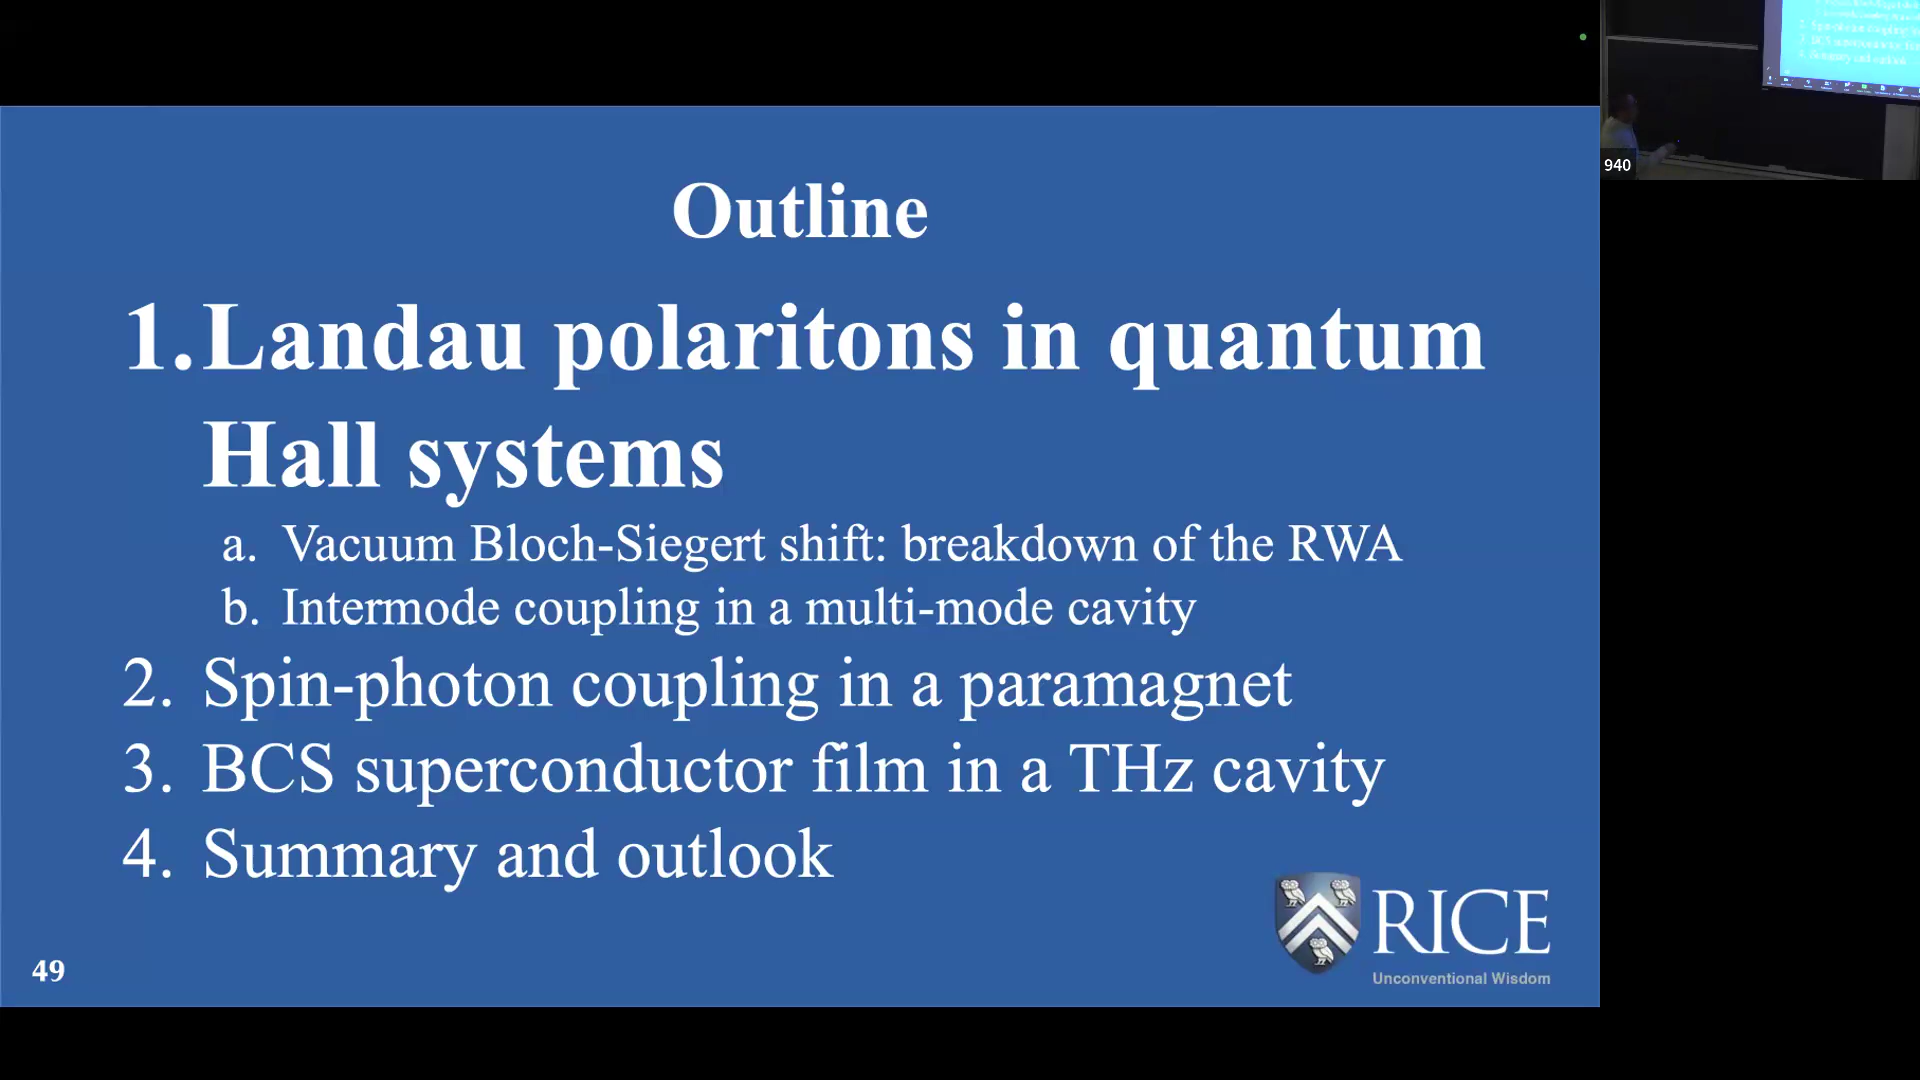 Outline
1. Landau polaritons in quantum
Hall systems
a. Vacuum Bloch-Siegert shift: breakdown of the RWA
b. Intermode coupling in a multi-mode cavity
2. Spin-photon coupling in a paramagnet
3. BCS superconductor film in a THz cavity
4. Summary and outlook
49
RICE
Unconventional Wisdom
940